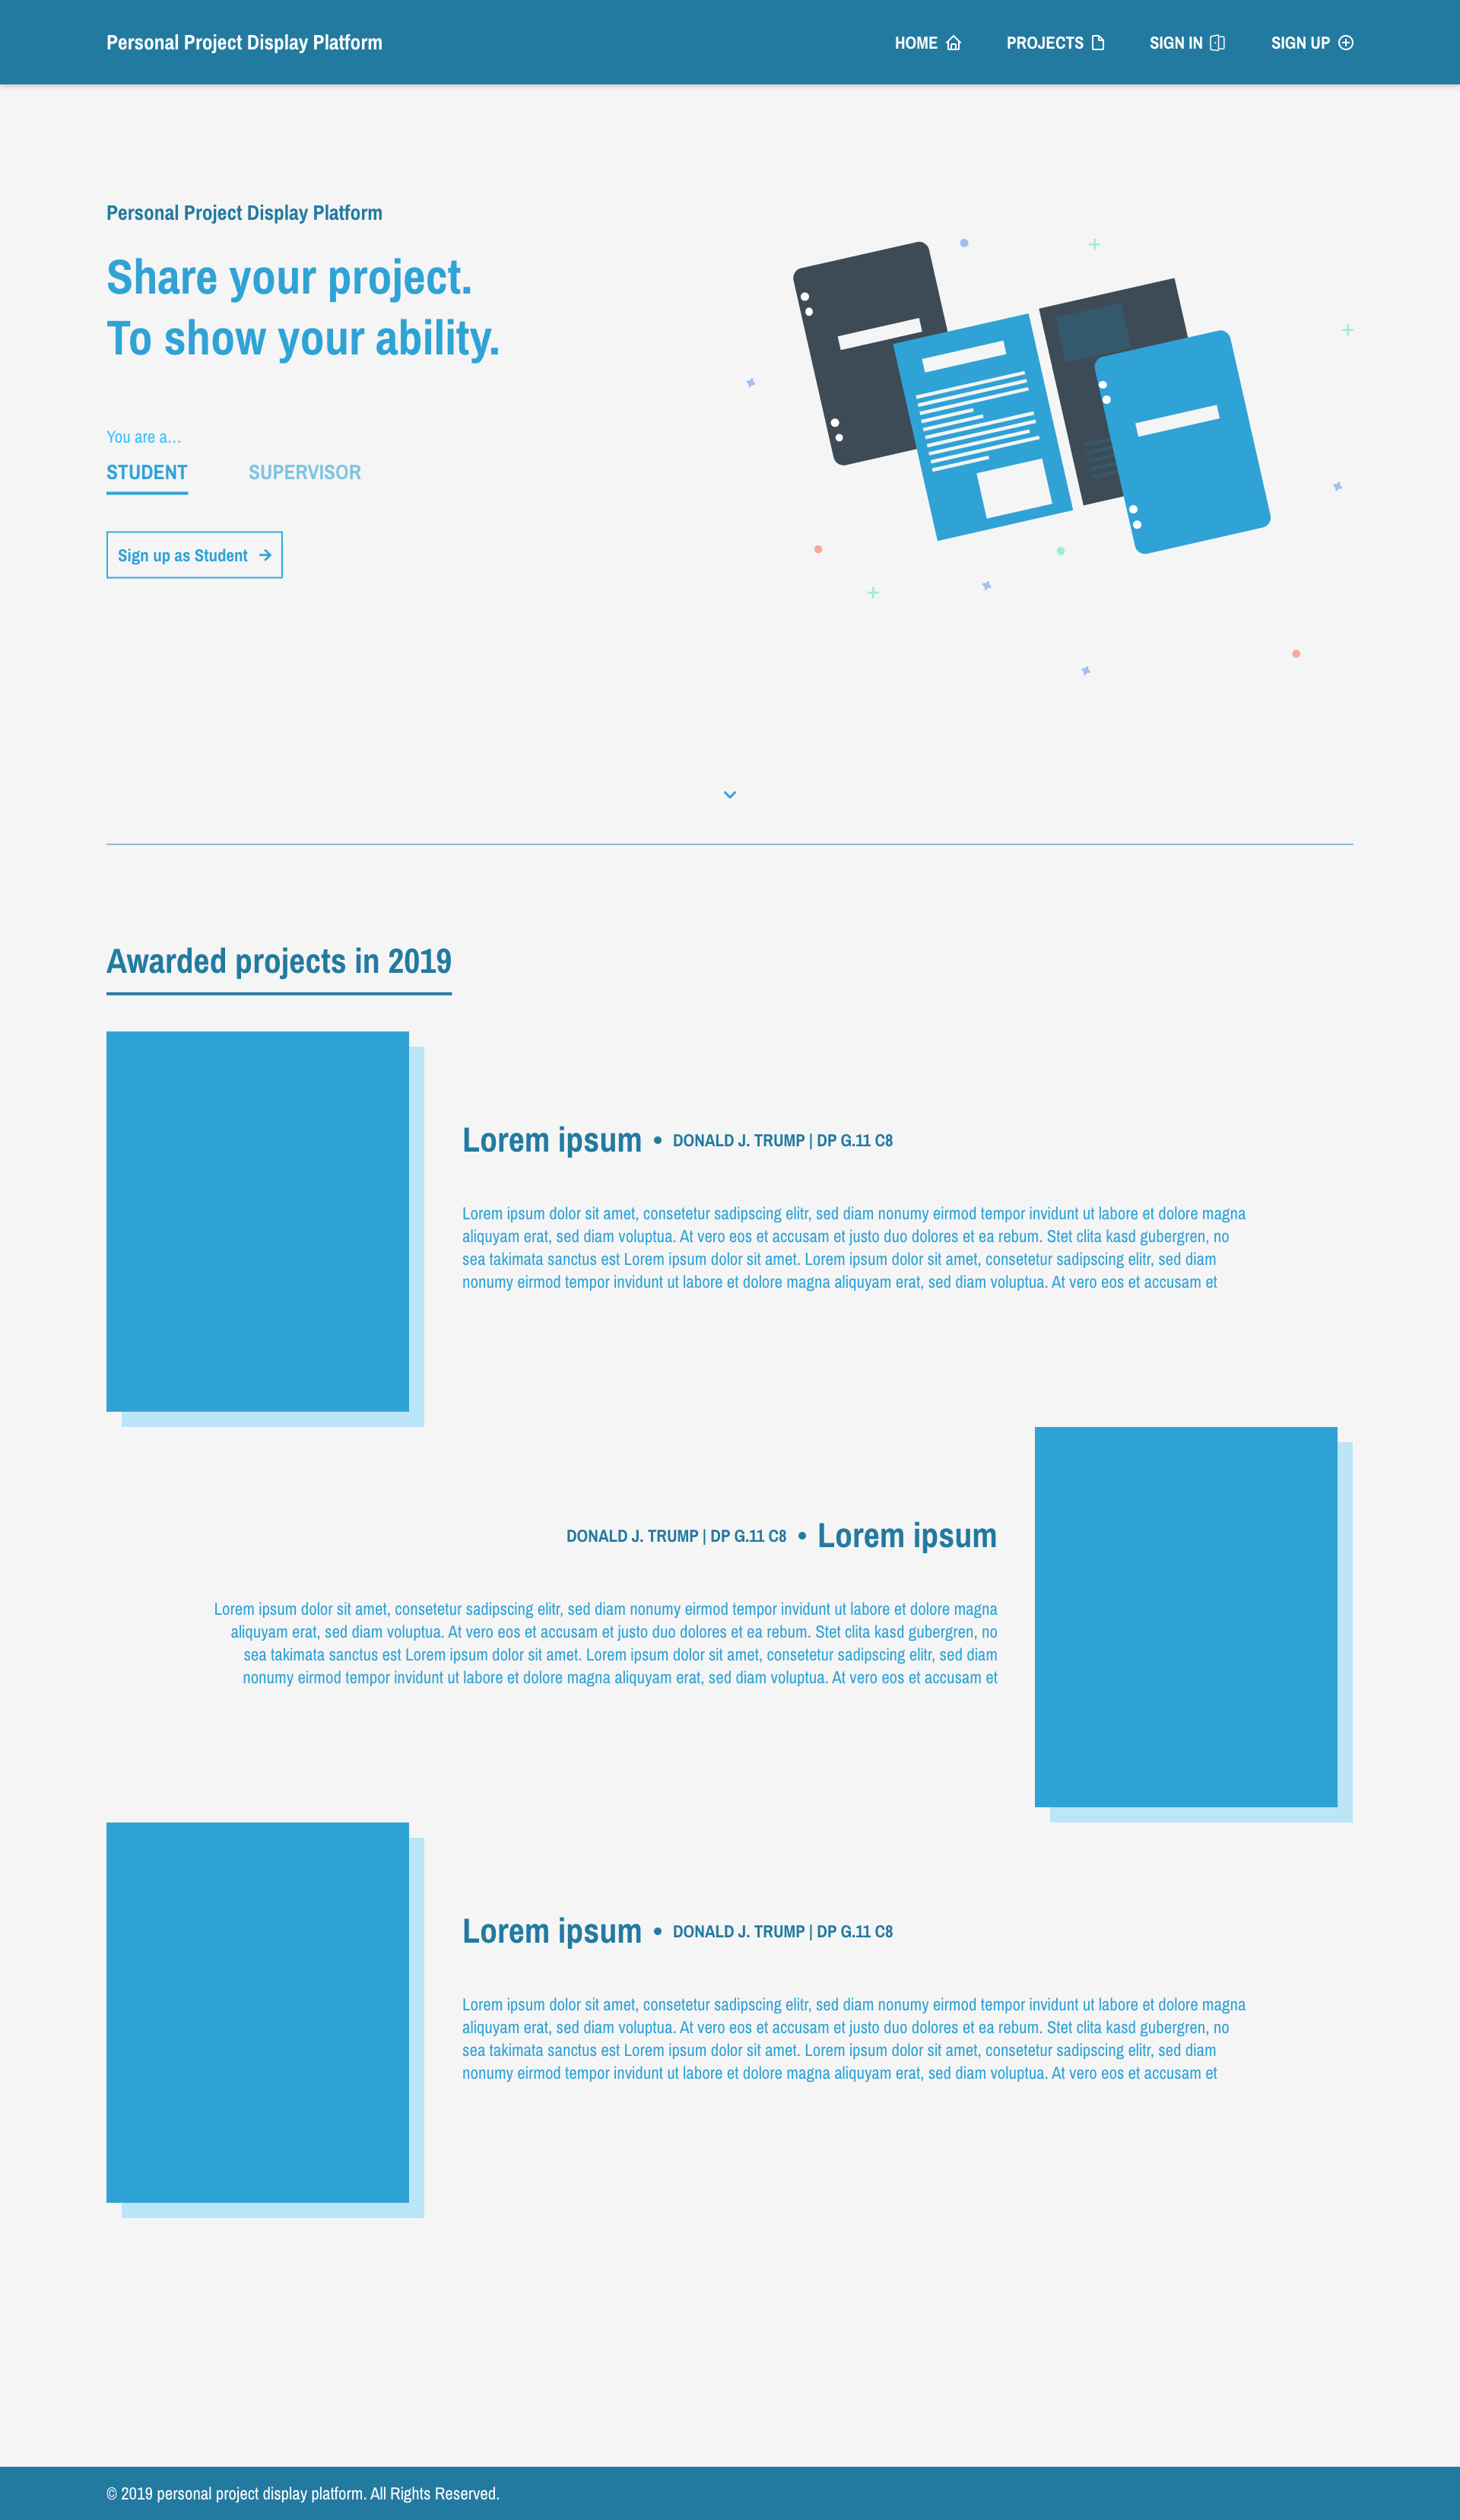 Personal Project Display Platform
HOME
PROJECTS
SIGN IN
SIGN UP
Personal Project Display Platform
Share your project.
To show your ability.
You are a...
STUDENT
SUPERVISOR
Sign up as Student
Awarded projects in 2019
Lorem ipsum • DONALD J. TRUMP | DP G.11 C8
Lorem ipsum dolor sit amet, consetetur sadipscing elitr, sed diam nonumy eirmod tempor invidunt ut labore et dolore magna
aliquyam erat, sed diam voluptua. At vero eos et accusam et justo duo dolores et ea rebum. Stet clita kasd gubergren, no
sea takimata sanctus est Lorem ipsum dolor sit amet. Lorem ipsum dolor sit amet, consetetur sadipscing elitr, sed diam
nonumy eirmod tempor invidunt ut labore et dolore magna aliquyam erat, sed diam voluptua. At vero eos et accusam et
DONALD J. TRUMP | DP G.11 C8 • Lorem ipsum
Lorem ipsum dolor sit amet, consetetur sadipscing elitr, sed diam nonumy eirmod tempor invidunt ut labore et dolore magna
aliquyam erat, sed diam voluptua. At vero eos et accusam et justo duo dolores et ea rebum. Stet clita kasd gubergren, no
sea takimata sanctus est Lorem ipsum dolor sit amet. Lorem ipsum dolor sit amet, consetetur sadipscing elitr, sed diam
nonumy eirmod tempor invidunt ut labore et dolore magna aliquyam erat, sed diam voluptua. At vero eos et accusam et
Lorem ipsum • DONALD J. TRUMP | DP G.11 C8
Lorem ipsum dolor sit amet, consetetur sadipscing elitr, sed diam nonumy eirmod tempor invidunt ut labore et dolore magna
aliquyam erat, sed diam voluptua. At vero eos et accusam et justo duo dolores et ea rebum. Stet clita kasd gubergren, no
sea takimata sanctus est Lorem ipsum dolor sit amet. Lorem ipsum dolor sit amet, consetetur sadipscing elitr, sed diam
nonumy eirmod tempor invidunt ut labore et dolore magna aliquyam erat, sed diam voluptua. At vero eos et accusam et
© 2019 personal project display platform. All Rights Reserved.